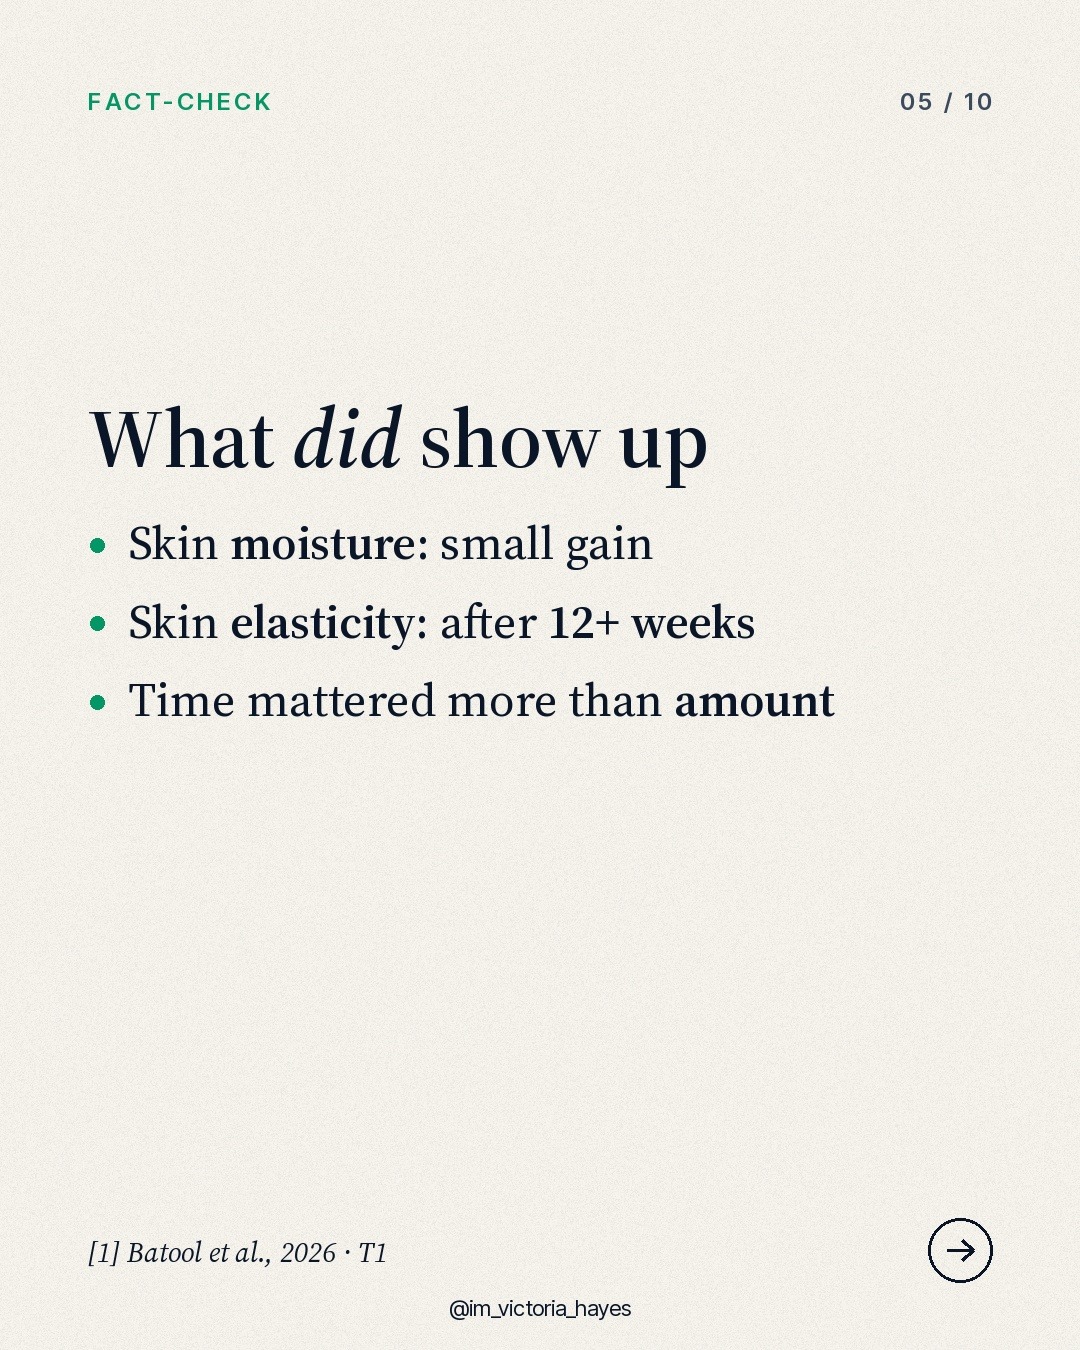 FACT-CHECK
05 / 10
What did show up
• Skin moisture: small gain
• Skin elasticity: after 12+ weeks
• Time mattered more than amount
[1] Batool et al., 2026 · T1
@im_victoria_hayes